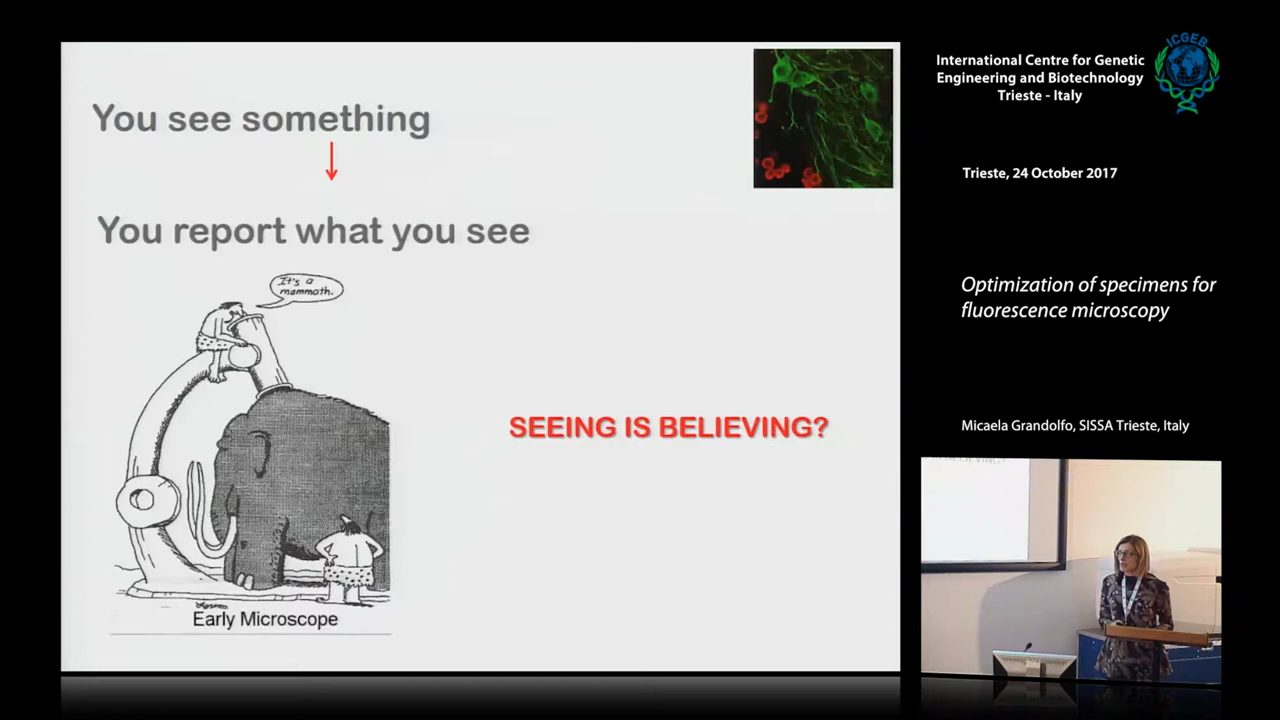 You see something
You report what you see
It's a
mammoth.
SEEING IS BELIEVING?
Early Microscope
International Centre for Genetic
Engineering and Biotechnology
Trieste - Italy
ICGEB
Trieste, 24 October 2017
Optimization of specimens for
fluorescence microscopy
Micaela Grandolfo, SISSA Trieste, Italy